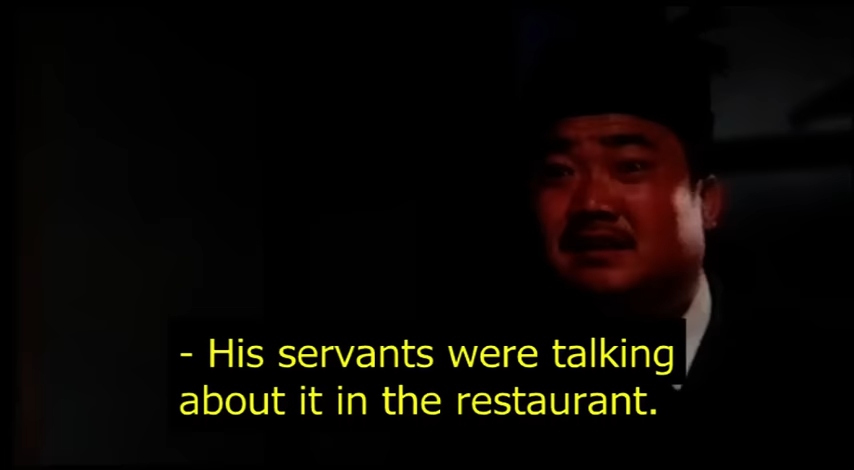 - His servants were talking
about it in the restaurant.